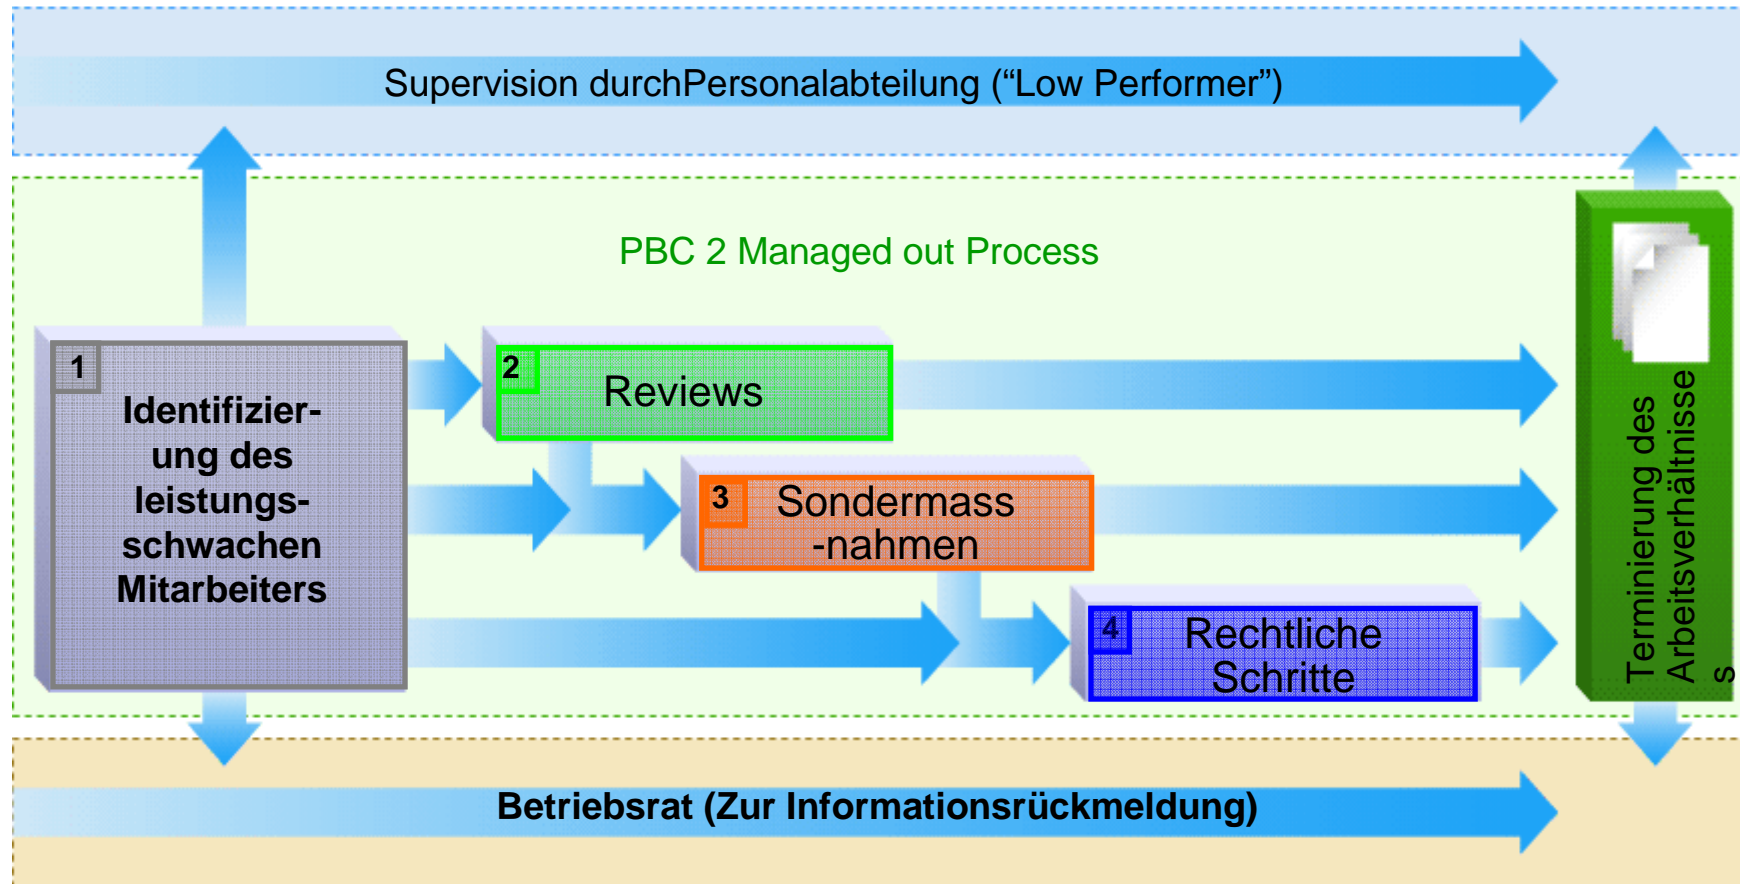 Supervision durchPersonalabteilung (“Low Performer”)
PBC 2 Managed out Process
1
Identifizier-
ung des
leistungs-
schwachen
Mitarbeiters
2
Reviews
3
Sondermass
-nahmen
4
Rechtliche
Schritte
Terminierung des
Arbeitsverhältnisse
s
Betriebsrat (Zur Informationsrückmeldung)